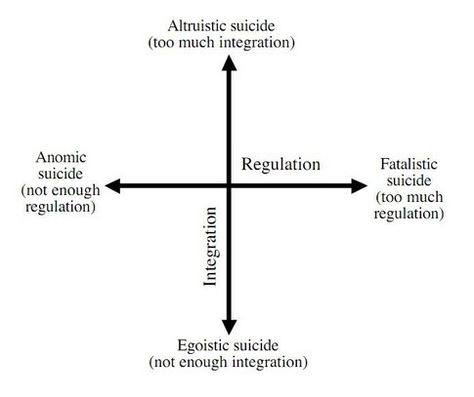 Altruistic suicide
(too much integration)
Anomic
suicide
(not enough
regulation)
Regulation
Fatalistic
suicide
(too much
regulation)
Integration
Egoistic suicide
(not enough integration)